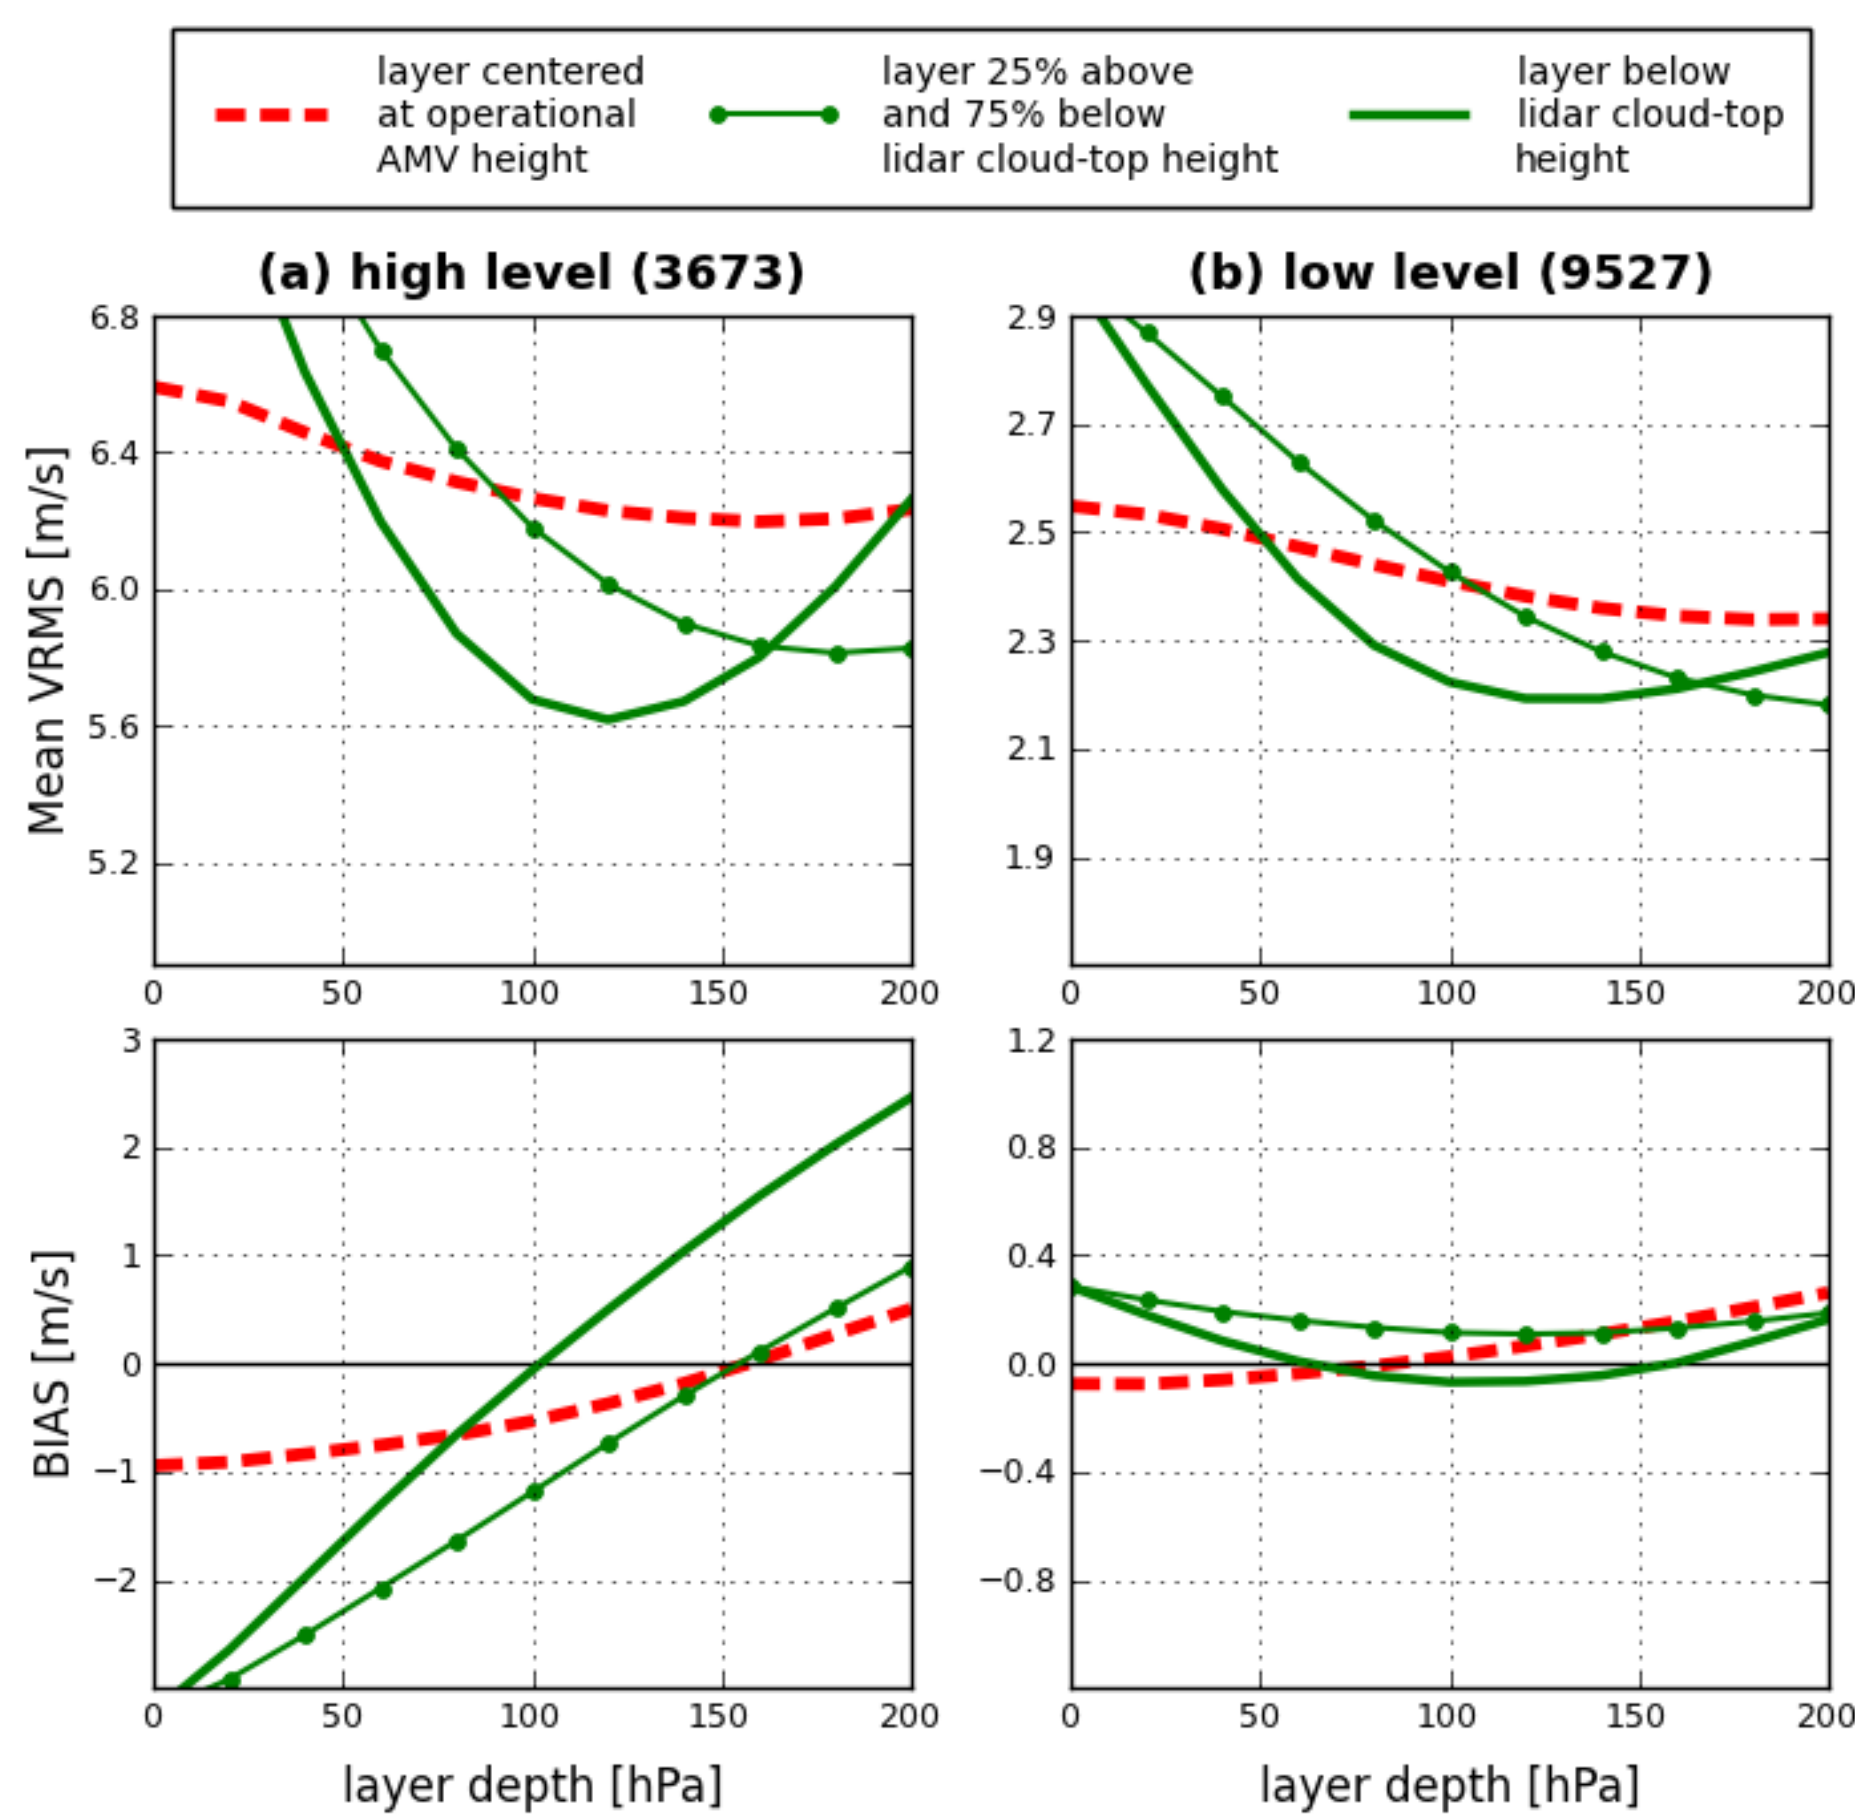 layer centered
at operational
AMV height
layer 25% above
and 75% below
lidar cloud-top height
layer below
lidar cloud-top
height
(a) high level (3673)
(b) low level (9527)
Mean VRMS [m/s]
6.8
6.4
6.0
5.6
5.2
0 50 100 150 200
2.9
2.7
2.5
2.3
2.1
1.9
0 50 100 150 200
BIAS [m/s]
3
2
1
0
−1
−2
0 50 100 150 200
layer depth [hPa]
1.2
0.8
0.4
0.0
−0.4
−0.8
0 50 100 150 200
layer depth [hPa]